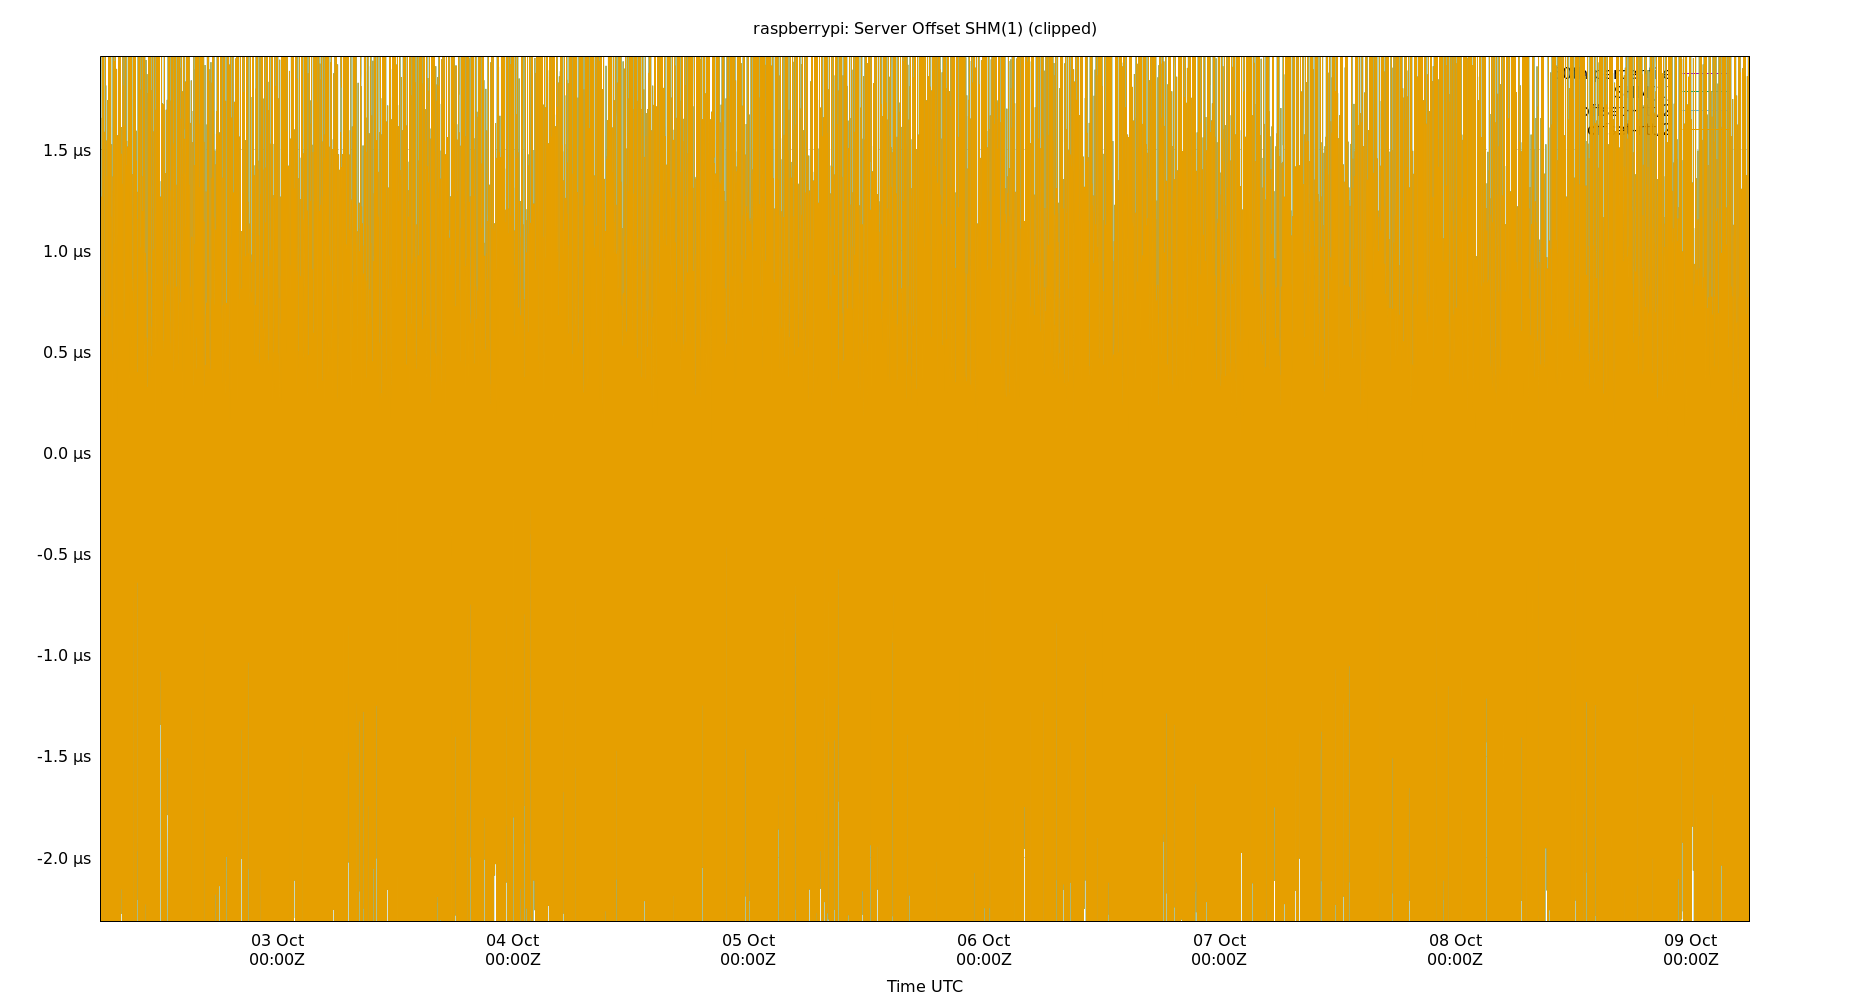 raspberrypi: Server Offset SHM(1) (clipped)
1.5 µs
1.0 µs
0.5 µs
0.0 µs
-0.5 µs
-1.0 µs
-1.5 µs
-2.0 µs
03 Oct 04 Oct 05 Oct 06 Oct 07 Oct 08 Oct 09 Oct
00:00Z 00:00Z 00:00Z 00:00Z 00:00Z 00:00Z 00:00Z
Time UTC